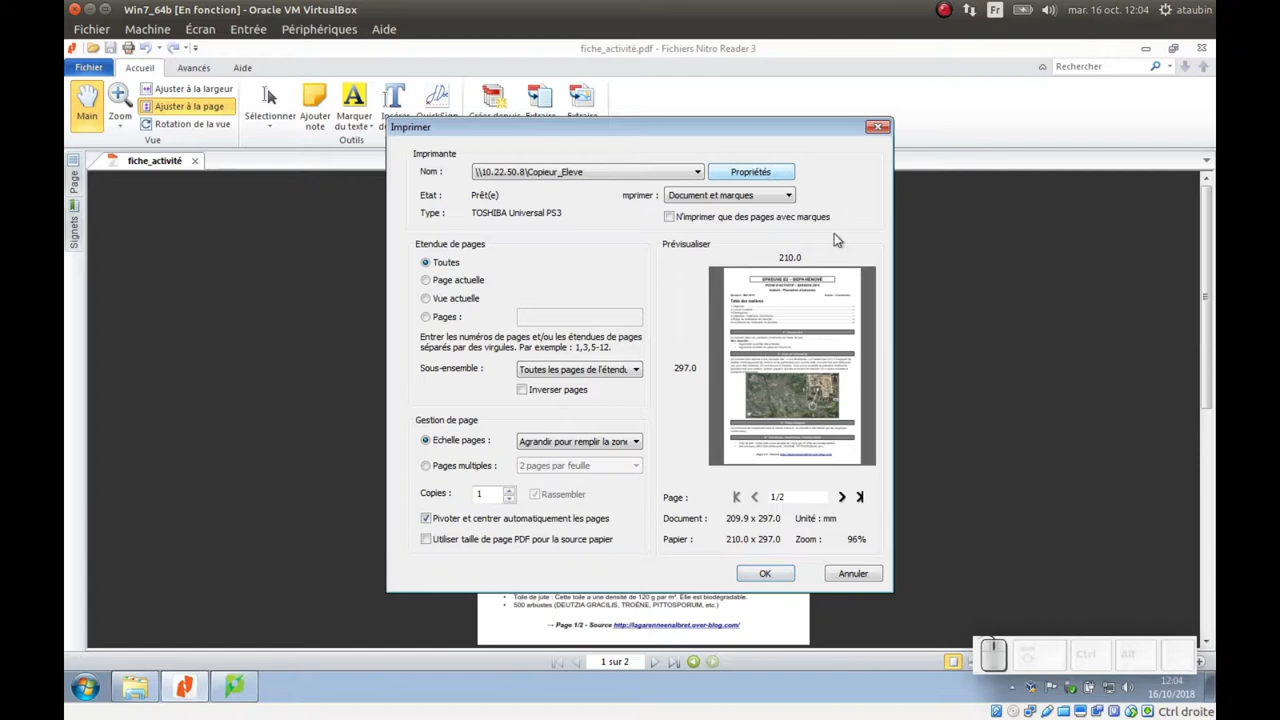 Win7_64b [En fonction] - Oracle VM VirtualBox
Fr
mar. 16 oct. 12:04
ataubin
Fichier Machine Écran Entrée Périphériques Aide
fiche_activité.pdf - Fichiers Nitro Reader 3
Fichier Accueil Avancés Aide
Rechercher
Main
Zoom
Ajuster à la largeur
Ajuster à la page
Rotation de la vue
Vue
Sélectionner
Ajouter
note
Marquer
du texte
Outils
fiche_activité
Page
Signets
Imprimer
Imprimante
Nom :
\\10.22.50.8\Copieur_Eleve
Propriétés
Etat :
Prêt(e)
mprimer :
Document et marques
Type :
TOSHIBA Universal PS3
N'imprimer que des pages avec marques
Etendue de pages
Toutes
Page actuelle
Vue actuelle
Pages :
Entrer les numéros de pages et/ou les étendues de pages
séparés par des virgules. Par exemple : 1,3,5-12.
Sous-ensemble :
Toutes les pages de l'étendu
Inverser pages
Gestion de page
Echelle pages :
Agrandir pour remplir la zone
Pages multiples :
2 pages par feuille
Copies :
1
Rassembler
Pivoter et centrer automatiquement les pages
Utiliser taille de page PDF pour la source papier
Prévisualiser
210.0
297.0
Page :
1/2
Document :
209.9 x 297.0
Unité : mm
Papier :
210.0 x 297.0
Zoom :
96%
OK
Annuler
Toile de jute : Cette toile a une densité de 120 g par m². Elle est biodégradable.
500 arbustes (DEUTZIA GRACILIS, TROÈNE, PITTOSPORUM, etc.)
→ Page 1/2 - Source http://lagarenneenalbret.over-blog.com/
1 sur 2
Ctrl
Alt
12:04
16/10/2018
Ctrl droite